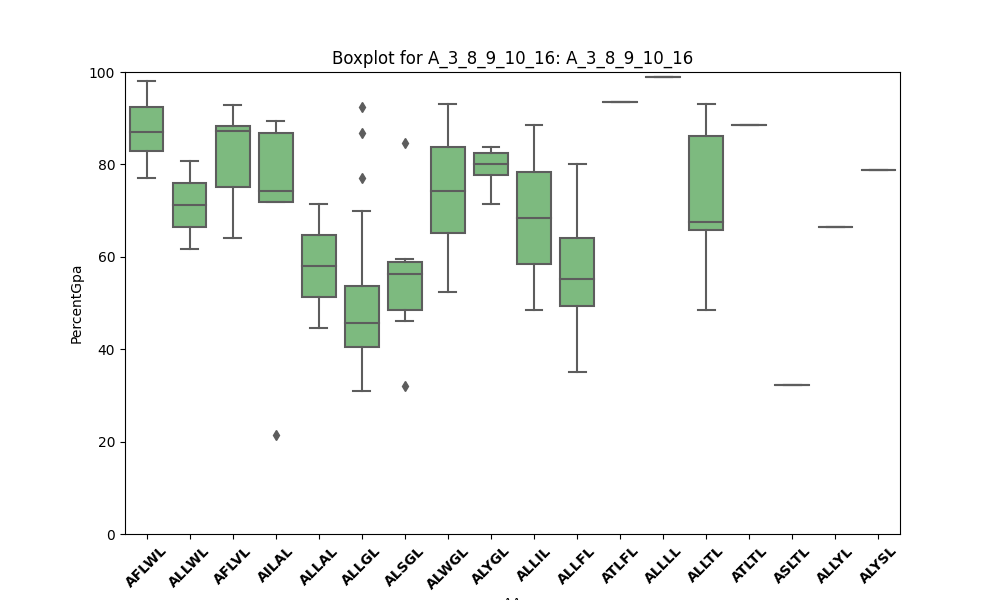 Boxplot for A_3_8_9_10_16: A_3_8_9_10_16
PercentGpa
100
80
60
40
20
0
AFLWL ALLWL AFLVL AILAL ALLAL ALLGL ALSGL ALWGL ALYGL ALLIL ALLFL ATLFL ALLLL ALLTL ATLTL ASLTL ALLYL ALYSL